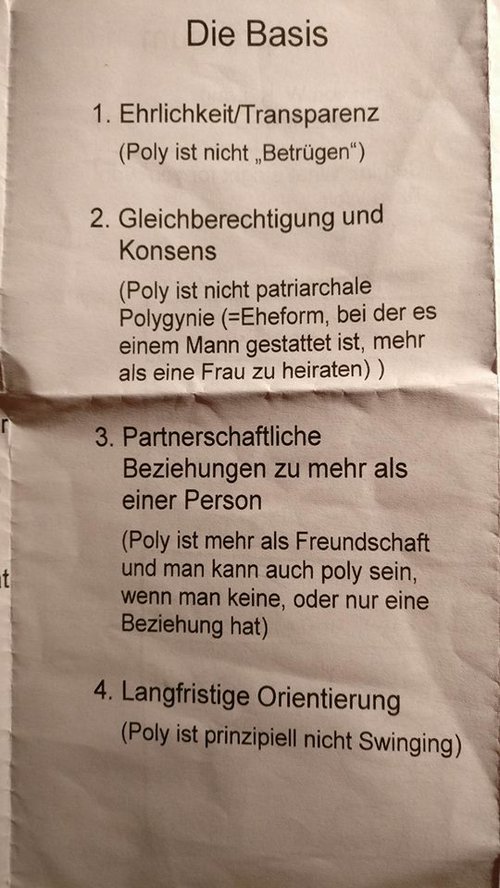 Die Basis
1. Ehrlichkeit/Transparenz
(Poly ist nicht „Betrügen“)
2. Gleichberechtigung und
Konsens
(Poly ist nicht patriarchale
Polygynie (=Eheform, bei der es
einem Mann gestattet ist, mehr
als eine Frau zu heiraten) )
3. Partnerschaftliche
Beziehungen zu mehr als
einer Person
(Poly ist mehr als Freundschaft
und man kann auch poly sein,
wenn man keine, oder nur eine
Beziehung hat)
4. Langfristige Orientierung
(Poly ist prinzipiell nicht Swinging)